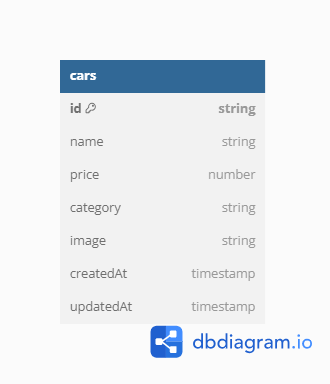 cars
id string
name string
price number
category string
image string
createdAt timestamp
updatedAt timestamp
dbdiagram.io